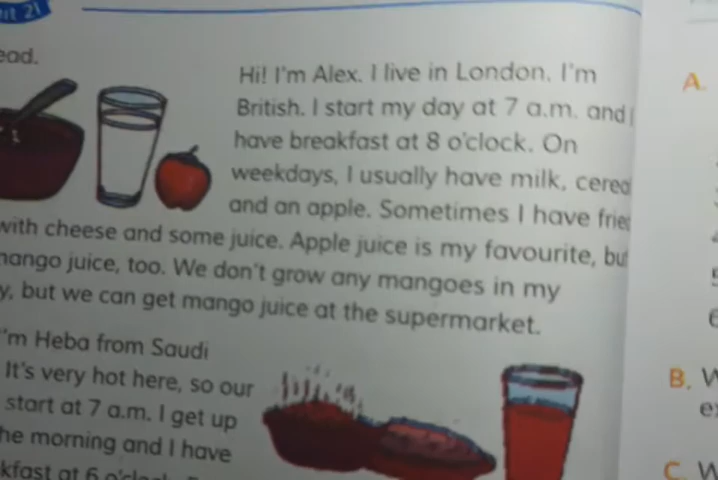 21
Hi! I'm Alex. I live in London. I'm
British. I start my day at 7 a.m. and I
have breakfast at 8 o'clock. On
weekdays, I usually have milk,
and an apple. Sometimes I have
with cheese and some juice. Apple juice is my favourite,
juice, too. We don't grow any mangoes in my
but we can get mango juice at the supermarket.
'm Heba from Saudi
It's very hot here, so our
start at 7 a.m. I get up
morning and I have
at 6
A.
B.
C.